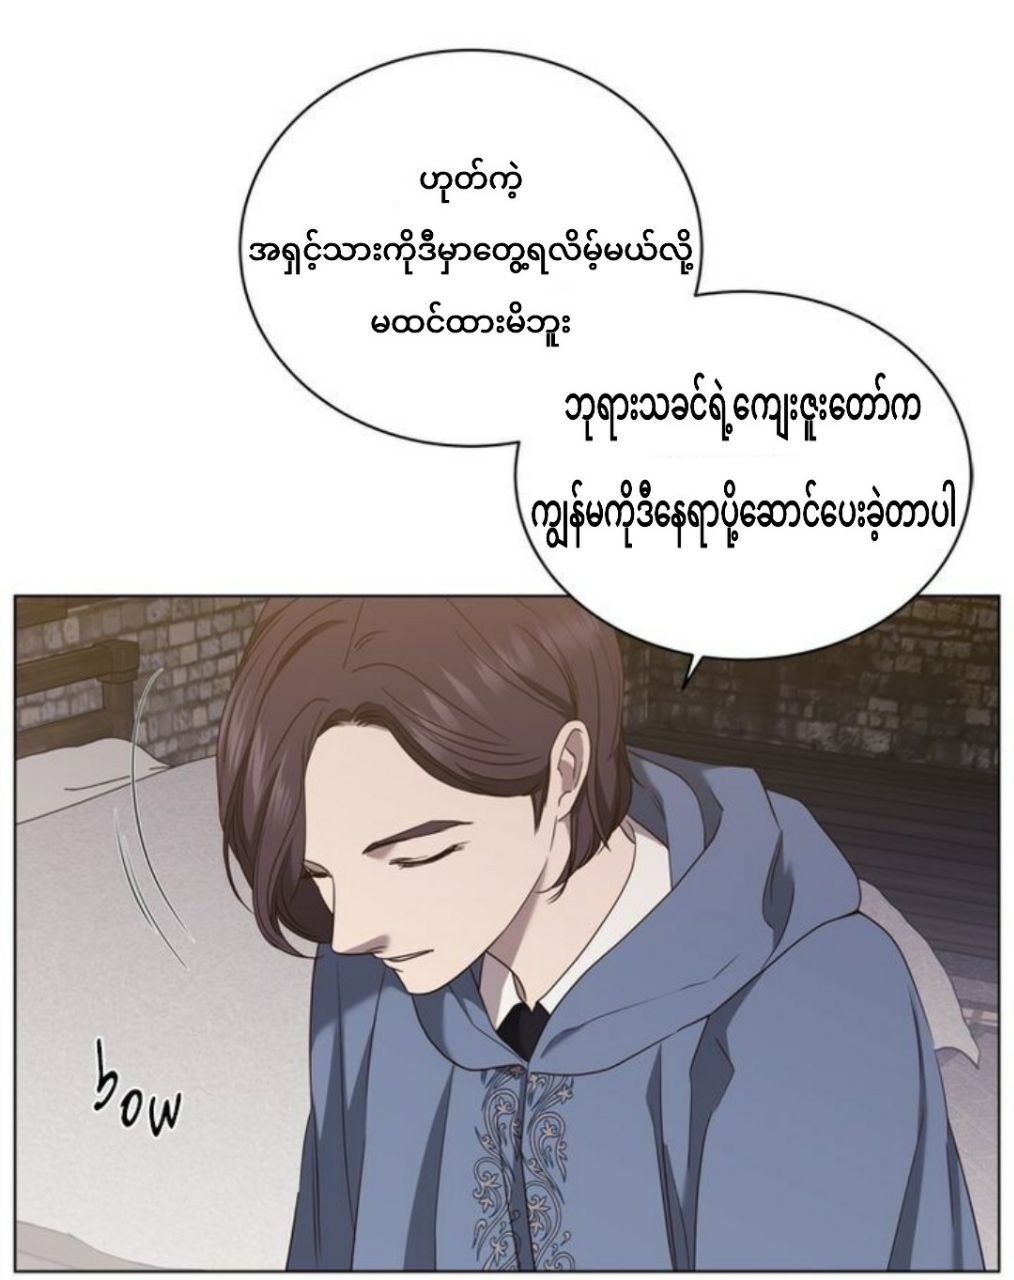 ဟုတ်ကဲ့
အရှင့်သားကိုဒီမှာတွေ့ရလိမ့်မယ်လို့
မထင်ထားမိဘူး
ဘုရားသခင်ရဲ့ကျေးဇူးတော်က
ကျွန်မကိုဒီနေရာပို့ဆောင်ပေးခဲ့တာပါ
bow